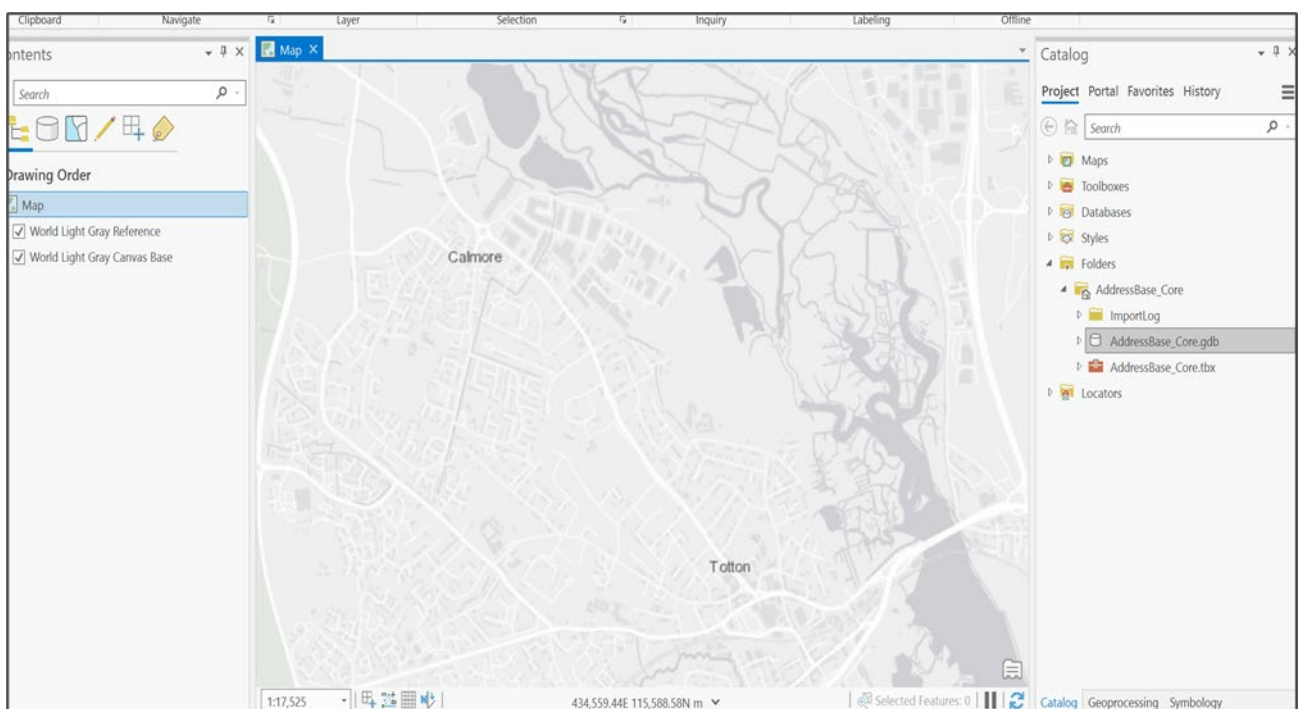 Clipboard
Navigate
Layer
Selection
Inquiry
Labeling
Offline
ontents
Search
Drawing Order
Map
World Light Gray Reference
World Light Gray Canvas Base
Map
Calmore
Totton
1:17,525
434,559.44E 115,588.58N m
Selected Features: 0
Catalog
Project Portal Favorites History
Search
Maps
Toolboxes
Databases
Styles
Folders
AddressBase_Core
ImportLog
AddressBase_Core.gdb
AddressBase_Core.tbx
Locators
Catalog Geoprocessing Symbology